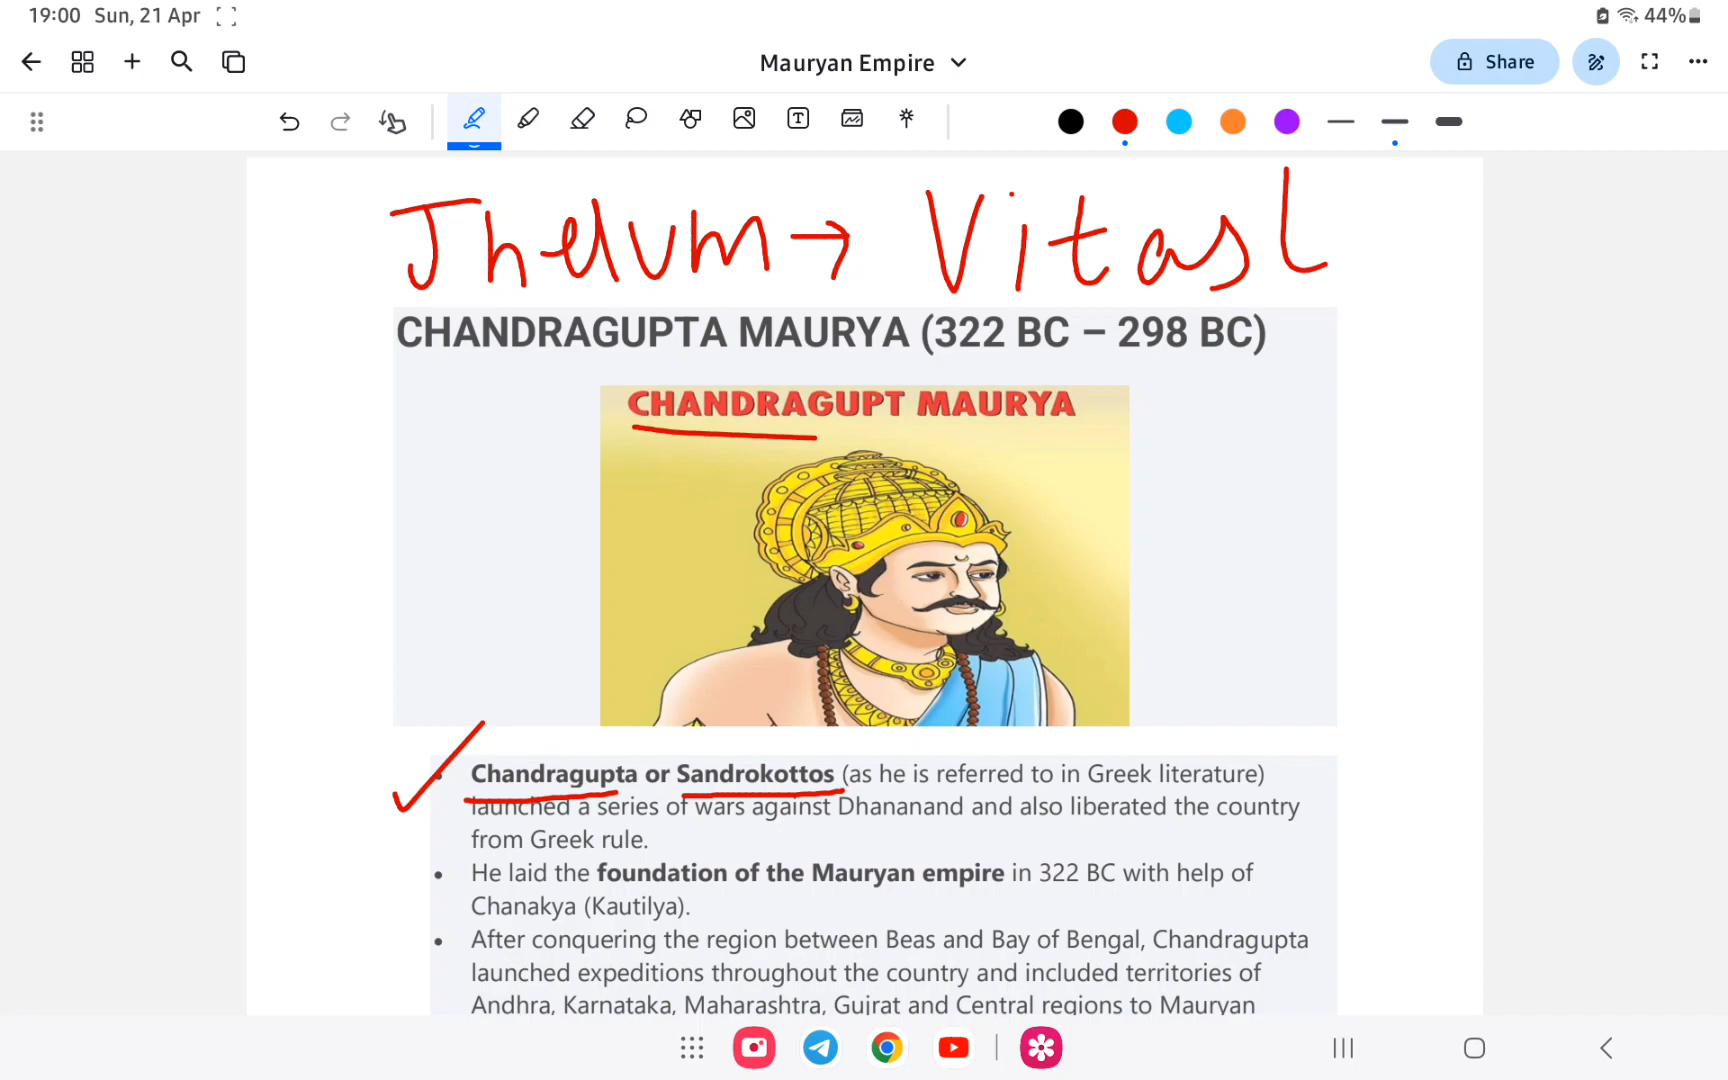 19:00 Sun, 21 Apr 44%
Mauryan Empire
Share
Jhelum → Vitasl
CHANDRAGUPTA MAURYA (322 BC – 298 BC)
CHANDRAGUPT MAURYA
• Chandragupta or Sandrokottos (as he is referred to in Greek literature)
launched a series of wars against Dhananand and also liberated the country
from Greek rule.
• He laid the foundation of the Mauryan empire in 322 BC with help of
Chanakya (Kautilya).
• After conquering the region between Beas and Bay of Bengal, Chandragupta
launched expeditions throughout the country and included territories of
Andhra, Karnataka, Maharashtra, Gujrat and Central regions to Mauryan